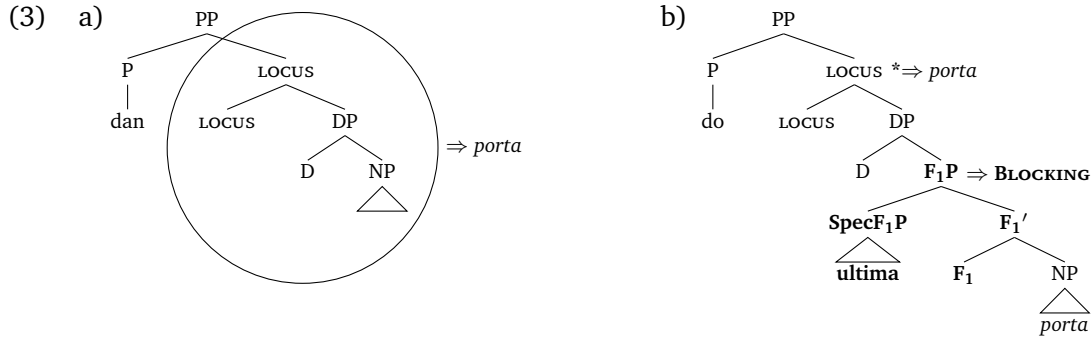 (3) a) PP b) PP
P LOCUS P LOCUS *⇒ porta
dan LOCUS DP do LOCUS DP
D NP ⇒ porta D F₁P ⇒ BLOCKING
SpecF₁P F₁′
ultima F₁ NP
porta